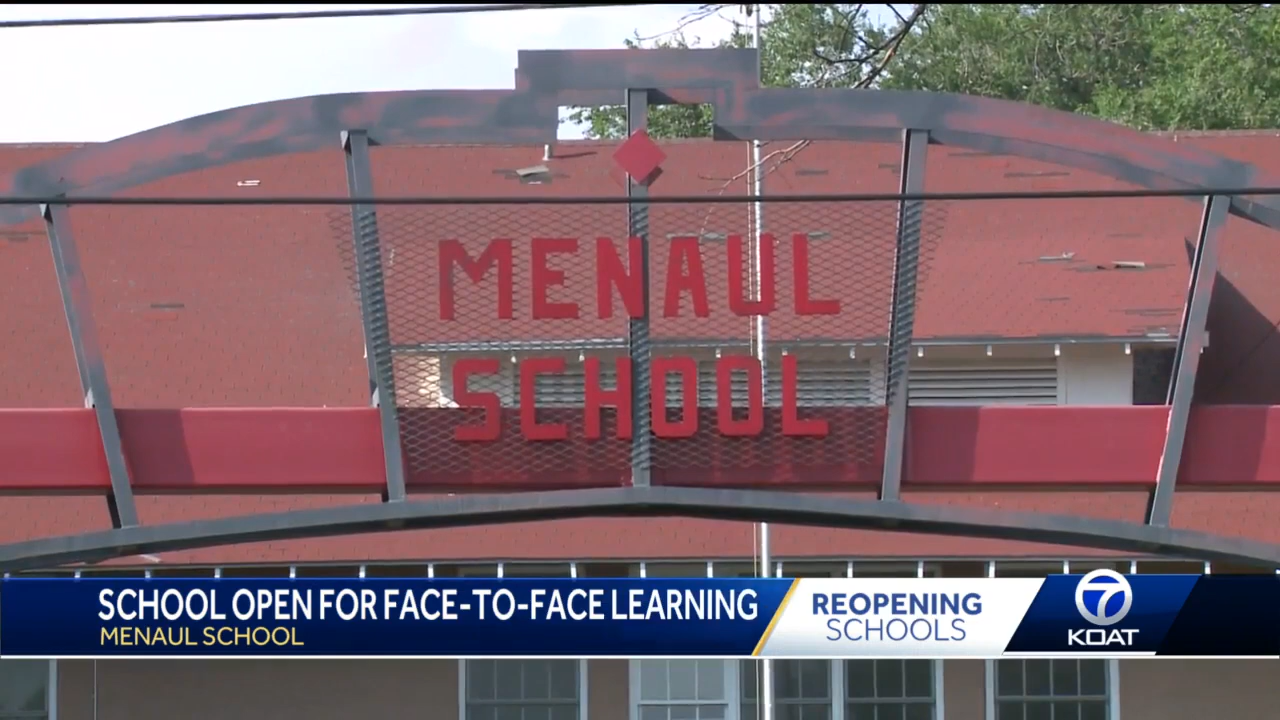 MENAUL
SCHOOL
SCHOOL OPEN FOR FACE-TO-FACE LEARNING
MENAUL SCHOOL
REOPENING
SCHOOLS
7
KOAT